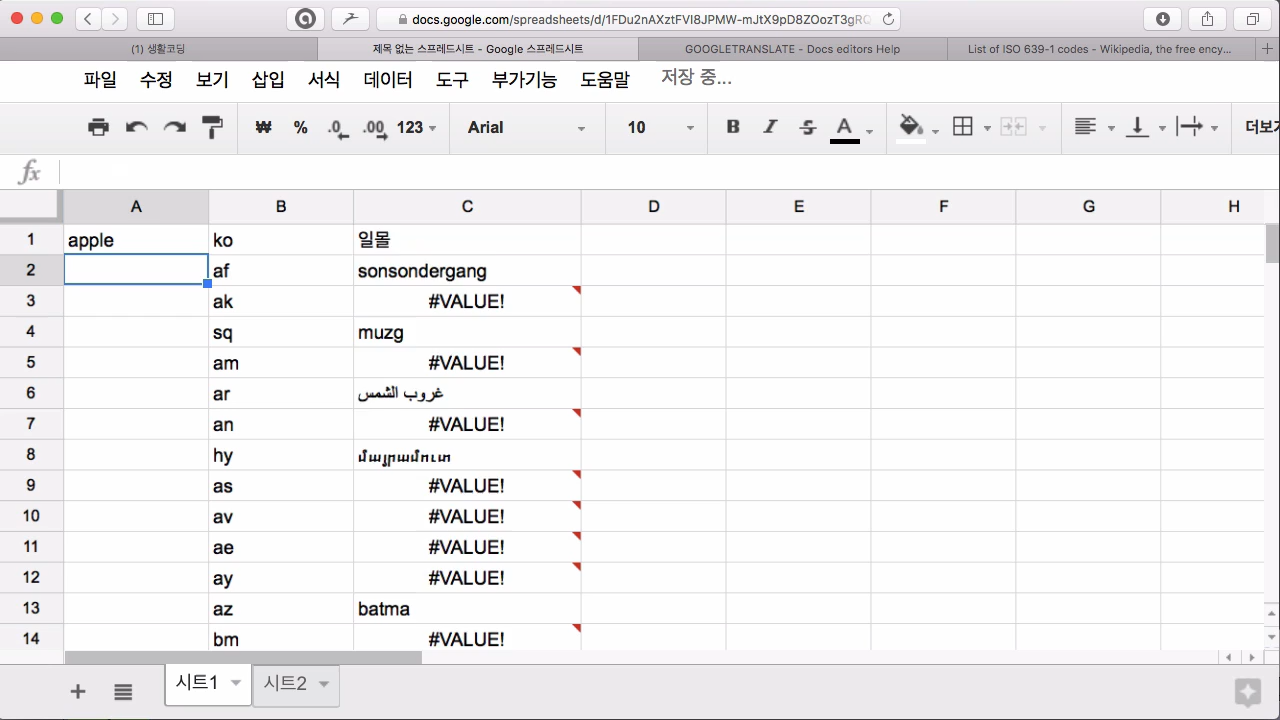 docs.google.com/spreadsheets/d/1FDu2nAXztFVl8JPMW-mJtX9pD8ZOozT3gRC
(1) 생활코딩
제목 없는 스프레드시트 - Google 스프레드시트
GOOGLETRANSLATE - Docs editors Help
List of ISO 639-1 codes - Wikipedia, the free ency...
파일 수정 보기 삽입 서식 데이터 도구 부가기능 도움말 저장 중...
₩ % .0 .00 123 Arial 10 B I S A 더보기
fx
A B C D E F G H
1 apple ko 일몰
2 af sonsondergang
3 ak #VALUE!
4 sq muzg
5 am #VALUE!
6 ar غروب الشمس
7 an #VALUE!
8 hy մայրամուտ
9 as #VALUE!
10 av #VALUE!
11 ae #VALUE!
12 ay #VALUE!
13 az batma
14 bm #VALUE!
시트1 시트2